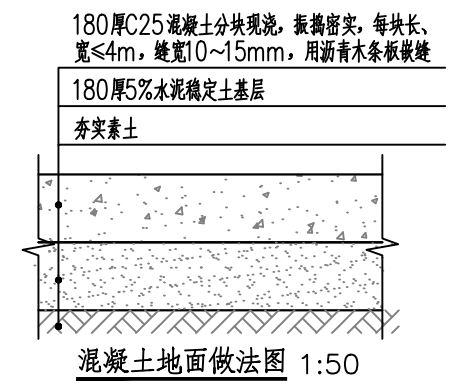 180厚C25混凝土分块现浇，振捣密实，每块长、
宽≤4m，缝宽10~15mm，用沥青木条板嵌缝
180厚5%水泥稳定土基层
夯实素土
混凝土地面做法图 1:50